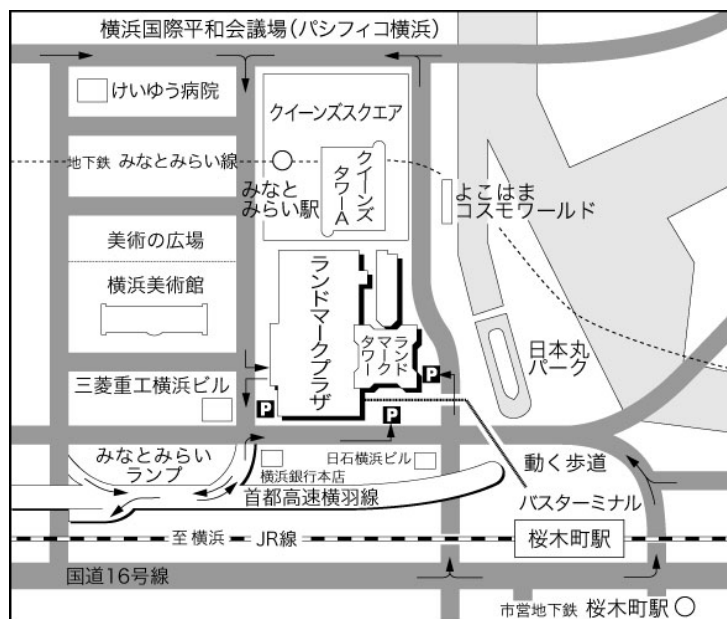 横浜国際平和会議場(パシフィコ横浜)
けいゆう病院
クイーンズスクエア
地下鉄 みなとみらい線
みなと
みらい駅
クイーンズ
タワーA
よこはま
コスモワールド
美術の広場
横浜美術館
ランドマークプラザ
ランド
マーク
タワー
日本丸
パーク
P
三菱重工横浜ビル
P
P
みなとみらい
ランプ
日石横浜ビル
横浜銀行本店
動く歩道
首都高速横羽線
バスターミナル
至 横浜 JR線
桜木町駅
国道16号線
市営地下鉄 桜木町駅